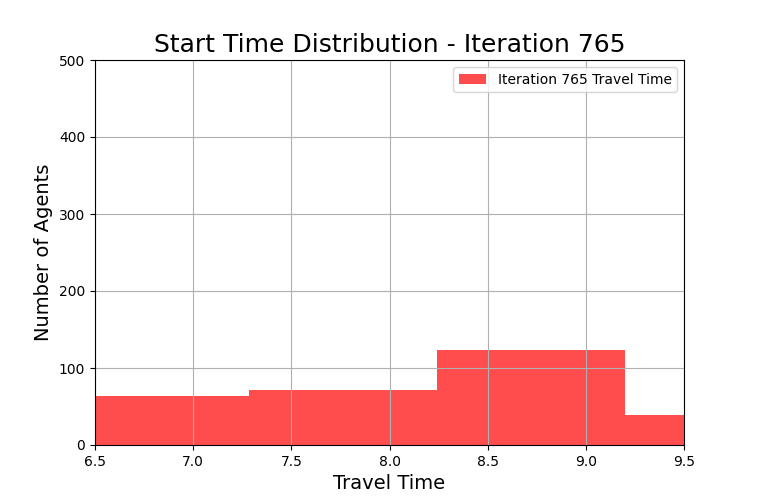 Start Time Distribution - Iteration 765
Iteration 765 Travel Time
Number of Agents
500
400
300
200
100
0
6.5 7.0 7.5 8.0 8.5 9.0 9.5
Travel Time